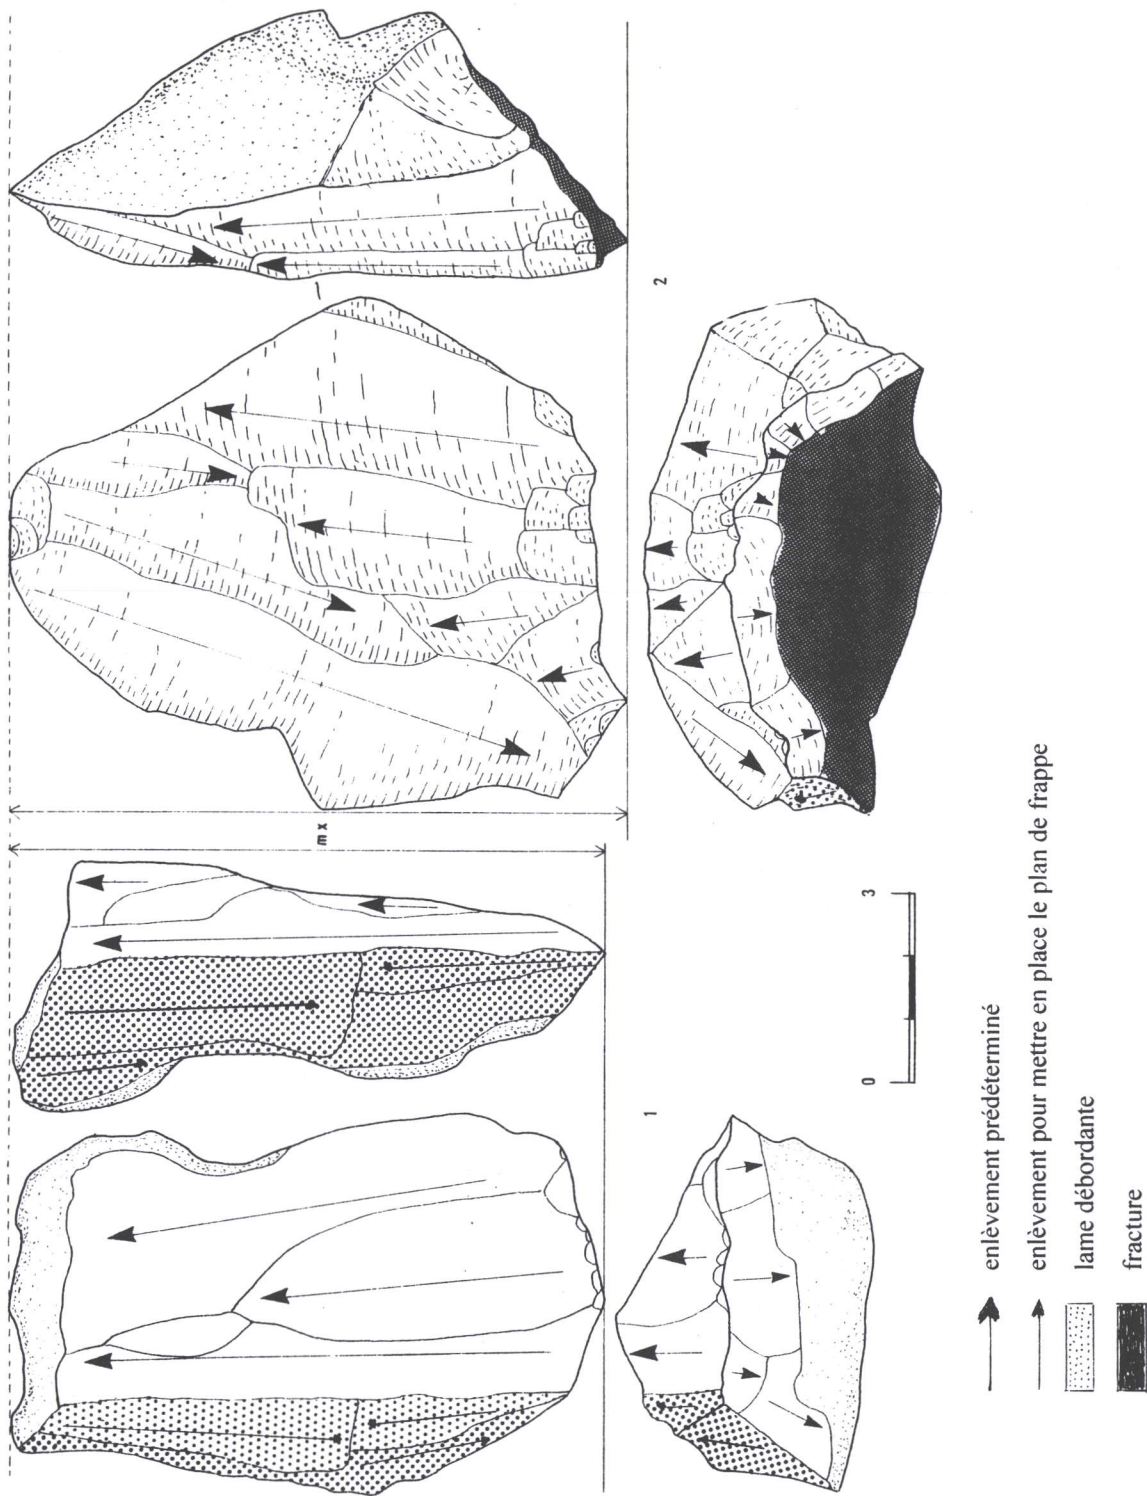 m x
1
2
0 3
enlèvement prédéterminé
enlèvement pour mettre en place le plan de frappe
lame débordante
fracture